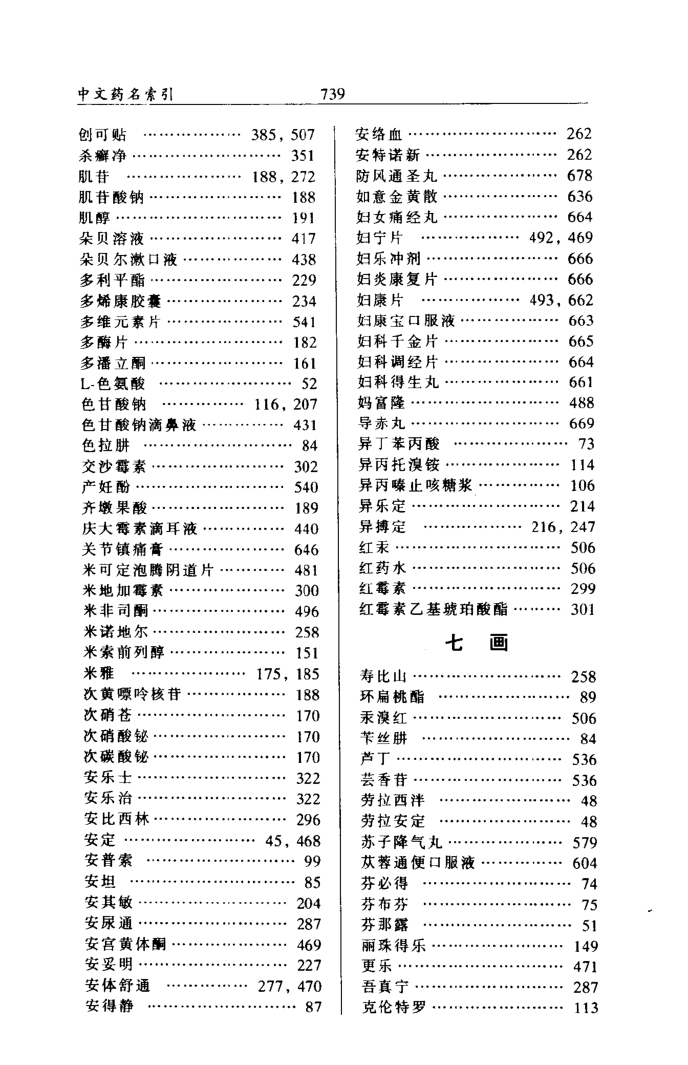 中文药名索引 739
创可贴 ……………… 385, 507
杀癣净 ……………………… 351
肌苷 ………………… 188, 272
肌苷酸钠 …………………… 188
肌醇 ………………………… 191
朵贝溶液 …………………… 417
朵贝尔漱口液 ……………… 438
多利平酯 …………………… 229
多烯康胶囊 ………………… 234
多维元素片 ………………… 541
多酶片 ……………………… 182
多潘立酮 …………………… 161
L-色氨酸 …………………… 52
色甘酸钠 …………… 116, 207
色甘酸钠滴鼻液 …………… 431
色拉肼 ……………………… 84
交沙霉素 …………………… 302
产妊酚 ……………………… 540
齐墩果酸 …………………… 189
庆大霉素滴耳液 …………… 440
关节镇痛膏 ………………… 646
米可定泡腾阴道片 ………… 481
米地加霉素 ………………… 300
米非司酮 …………………… 496
米诺地尔 …………………… 258
米索前列醇 ………………… 151
米雅 ………………… 175, 185
次黄嘌呤核苷 ……………… 188
次硝苍 ……………………… 170
次硝酸铋 …………………… 170
次碳酸铋 …………………… 170
安乐士 ……………………… 322
安乐治 ……………………… 322
安比西林 …………………… 296
安定 …………………… 45, 468
安普索 ……………………… 99
安坦 ………………………… 85
安其敏 ……………………… 204
安尿通 ……………………… 287
安宫黄体酮 ………………… 469
安妥明 ……………………… 227
安体舒通 …………… 277, 470
安得静 ……………………… 87
安络血 ……………………… 262
安特诺新 …………………… 262
防风通圣丸 ………………… 678
如意金黄散 ………………… 636
妇女痛经丸 ………………… 664
妇宁片 ……………… 492, 469
妇乐冲剂 …………………… 666
妇炎康复片 ………………… 666
妇康片 ……………… 493, 662
妇康宝口服液 ……………… 663
妇科千金片 ………………… 665
妇科调经片 ………………… 664
妇科得生丸 ………………… 661
妈富隆 ……………………… 488
导赤丸 ……………………… 669
异丁苯丙酸 ………………… 73
异丙托溴铵 ………………… 114
异丙嗪止咳糖浆 …………… 106
异乐定 ……………………… 214
异搏定 ……………… 216, 247
红汞 ………………………… 506
红药水 ……………………… 506
红霉素 ……………………… 299
红霉素乙基琥珀酸酯 ……… 301
七 画
寿比山 ……………………… 258
环扁桃酯 …………………… 89
汞溴红 ……………………… 506
苄丝肼 ……………………… 84
芦丁 ………………………… 536
芸香苷 ……………………… 536
劳拉西泮 …………………… 48
劳拉安定 …………………… 48
苏子降气丸 ………………… 579
苁蓉通便口服液 …………… 604
芬必得 ……………………… 74
芬布芬 ……………………… 75
芬那露 ……………………… 51
丽珠得乐 …………………… 149
更乐 ………………………… 471
吾真宁 ……………………… 287
克伦特罗 …………………… 113